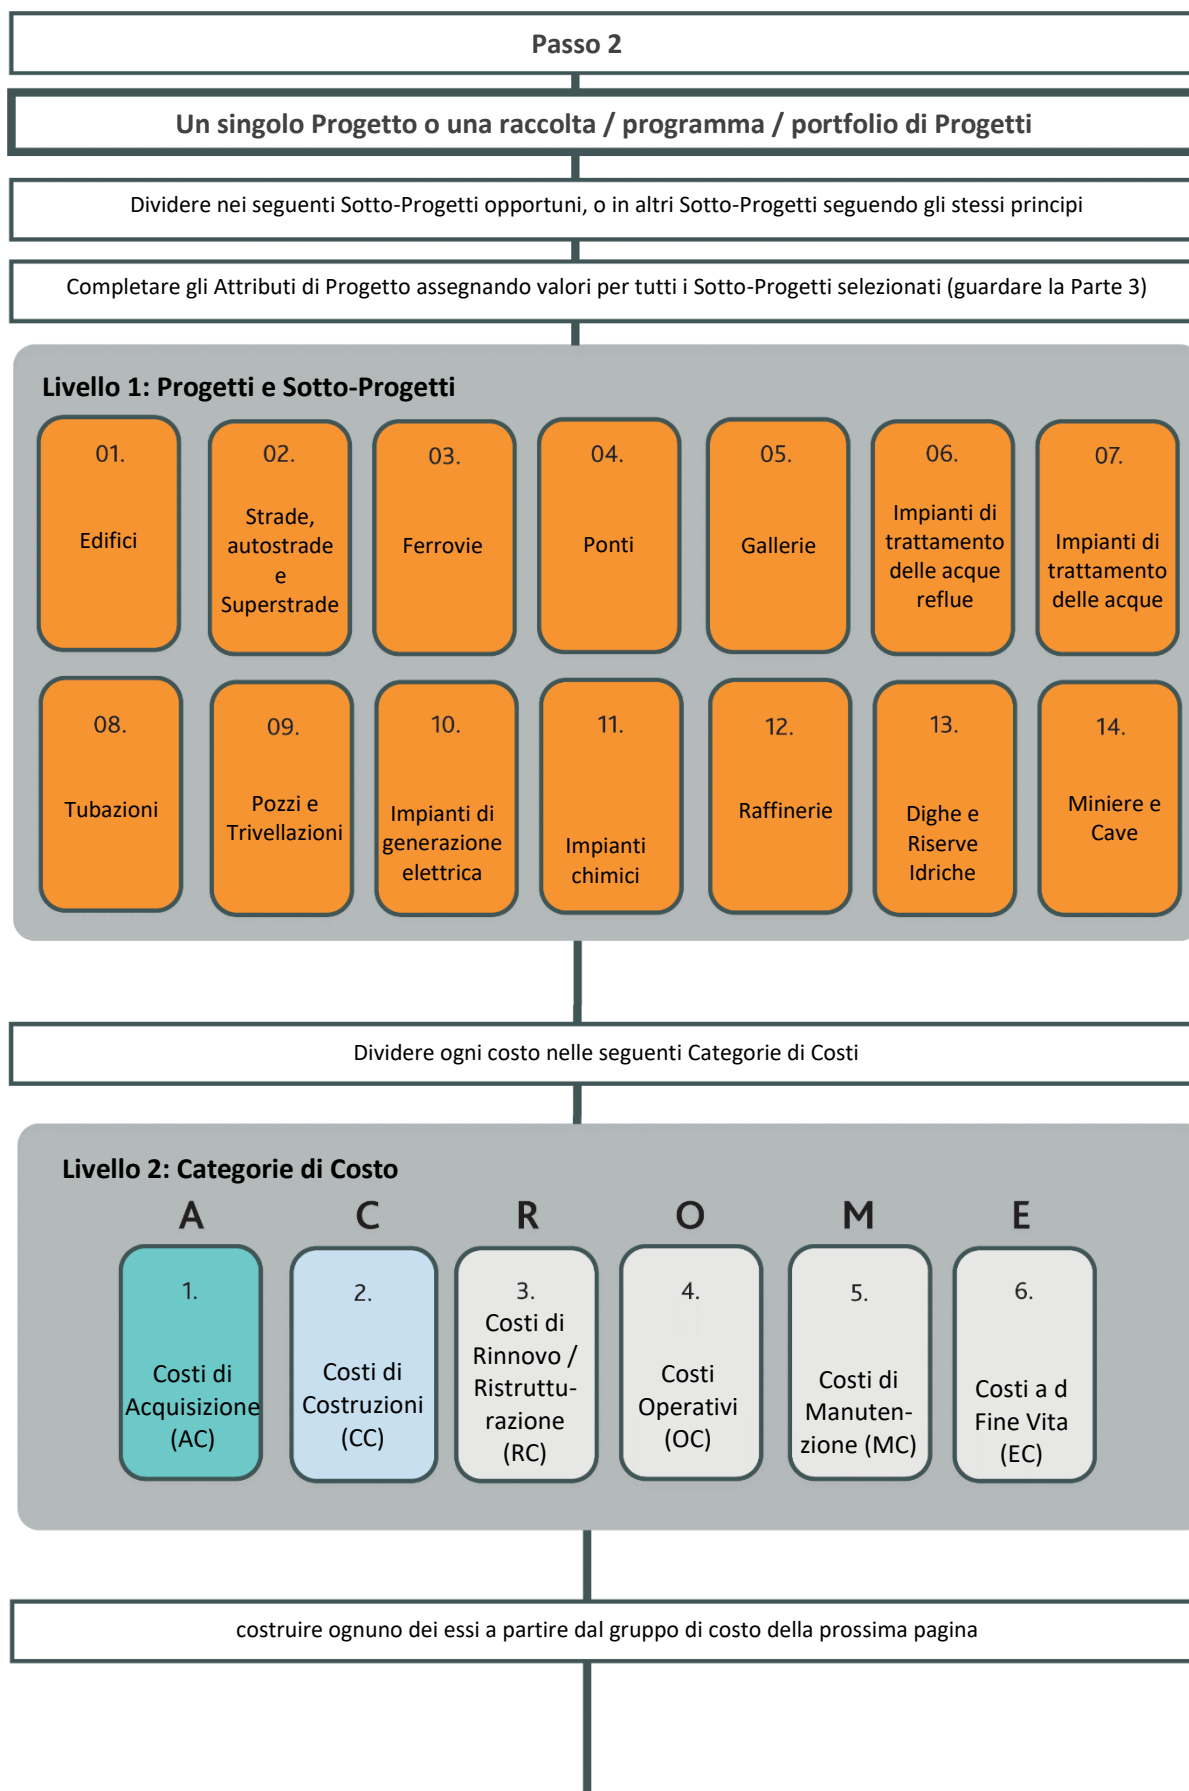 Passo 2
Un singolo Progetto o una raccolta / programma / portfolio di Progetti
Dividere nei seguenti Sotto-Progetti opportuni, o in altri Sotto-Progetti seguendo gli stessi principi
Completare gli Attributi di Progetto assegnando valori per tutti i Sotto-Progetti selezionati (guardare la Parte 3)
Livello 1: Progetti e Sotto-Progetti
01.
Edifici
02.
Strade,
autostrade
e
Superstrade
03.
Ferrovie
04.
Ponti
05.
Gallerie
06.
Impianti di
trattamento
delle acque
reflue
07.
Impianti di
trattamento
delle acque
08.
Tubazioni
09.
Pozzi e
Trivellazioni
10.
Impianti di
generazione
elettrica
11.
Impianti
chimici
12.
Raffinerie
13.
Dighe e
Riserve
Idriche
14.
Miniere e
Cave
Dividere ogni costo nelle seguenti Categorie di Costi
Livello 2: Categorie di Costo
A
C
R
O
M
E
1.
Costi di
Acquisizione
(AC)
2.
Costi di
Costruzioni
(CC)
3.
Costi di
Rinnovo /
Ristruttu-
razione
(RC)
4.
Costi
Operativi
(OC)
5.
Costi di
Manuten-
zione (MC)
6.
Costi a d
Fine Vita
(EC)
costruire ognuno dei essi a partire dal gruppo di costo della prossima pagina